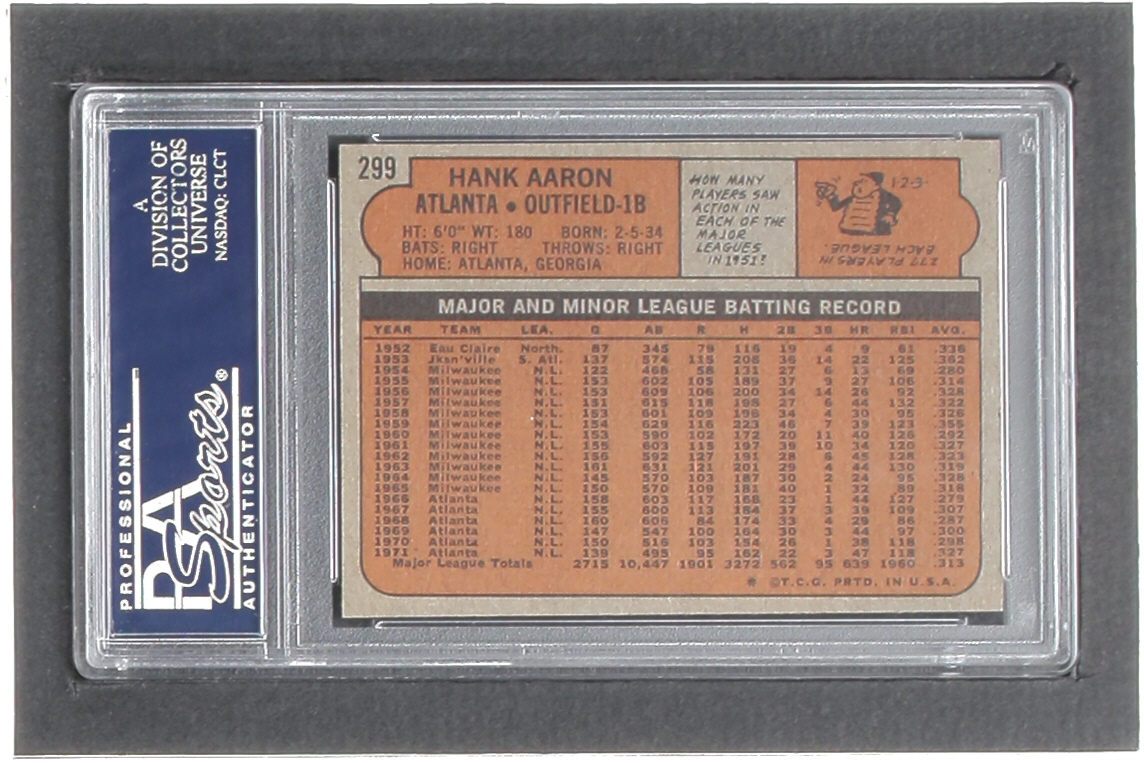 A
DIVISION OF
COLLECTORS
UNIVERSE
NASDAQ: CLCT
PROFESSIONAL
PSA
Sports®
AUTHENTICATOR
299
HANK AARON
ATLANTA • OUTFIELD-1B
HT: 6'0" WT: 180 BORN: 2-5-34
BATS: RIGHT THROWS: RIGHT
HOME: ATLANTA, GEORGIA
HOW MANY
PLAYERS SAW
ACTION IN
EACH OF THE
MAJOR
LEAGUES
IN 1951?
1-2-3-
277 PLAYERS IN
EACH LEAGUE.
MAJOR AND MINOR LEAGUE BATTING RECORD
YEAR TEAM LEA. G AB R H 2B 3B HR RBI AVG.
1952 Eau Claire North. 87 345 79 116 19 4 9 61 .336
1953 Jksn'ville S. Atl. 137 574 115 208 36 14 22 125 .362
1954 Milwaukee N.L. 122 468 58 131 27 6 13 69 .280
1955 Milwaukee N.L. 153 602 105 189 37 9 27 106 .314
1956 Milwaukee N.L. 153 609 106 200 34 14 26 92 .328
1957 Milwaukee N.L. 151 615 118 198 27 6 44 132 .322
1958 Milwaukee N.L. 153 601 109 196 34 4 30 95 .326
1959 Milwaukee N.L. 154 629 116 223 46 7 39 123 .355
1960 Milwaukee N.L. 153 590 102 172 20 11 40 126 .292
1961 Milwaukee N.L. 155 603 115 197 39 10 34 120 .327
1962 Milwaukee N.L. 156 592 127 191 28 6 45 128 .323
1963 Milwaukee N.L. 161 631 121 201 29 4 44 130 .319
1964 Milwaukee N.L. 145 570 103 187 30 2 24 95 .328
1965 Milwaukee N.L. 150 570 109 181 40 1 32 89 .318
1966 Atlanta N.L. 158 603 117 168 23 1 44 127 .279
1967 Atlanta N.L. 155 600 113 184 37 3 39 109 .307
1968 Atlanta N.L. 160 606 84 174 33 4 29 86 .287
1969 Atlanta N.L. 147 547 100 164 30 3 44 97 .300
1970 Atlanta N.L. 150 516 103 154 26 1 38 118 .298
1971 Atlanta N.L. 139 495 95 162 22 3 47 118 .327
Major League Totals 2715 10,447 1901 3272 562 95 639 1960 .313
* ©T.C.G. PRTD. IN U.S.A.